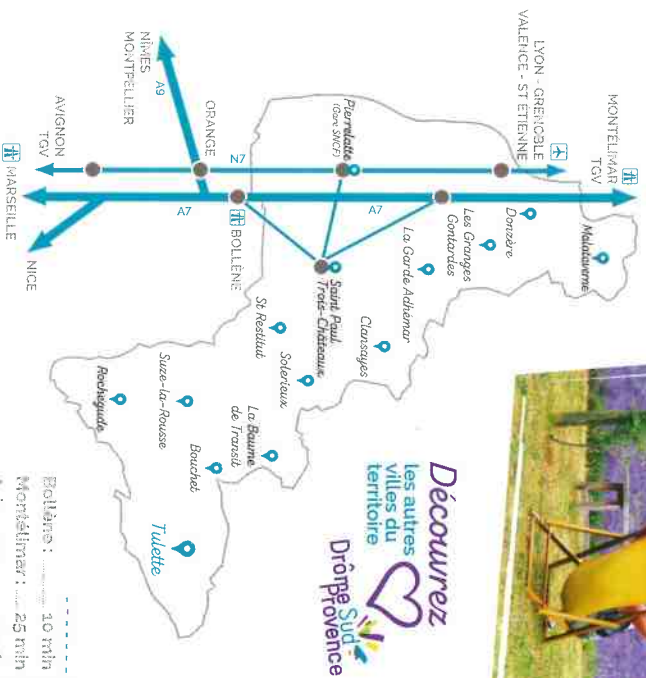 MONTÉLIMAR
TGV
LYON - GRENOBLE
VALENCE - ST ÉTIENNE
Malataverne
Donzère
Les Granges
Gontardes
La Garde Adhémar
Pierrelatte
(Gare SNCF)
Clansayes
Saint Paul
Trois-Châteaux
Solerieux
St Restitut
La Baume
de Transit
Bouchet
Suze-la-Rousse
Rochegude
Tulette
N7
A7
A7
A9
BOLLÈNE
ORANGE
NÎMES
MONTPELLIER
AVIGNON
TGV
MARSEILLE
NICE
Découvrez
les autres
villes du
territoire
Drôme Sud
Provence
Bollène : ........ 10 min
Montélimar : ..... 25 min